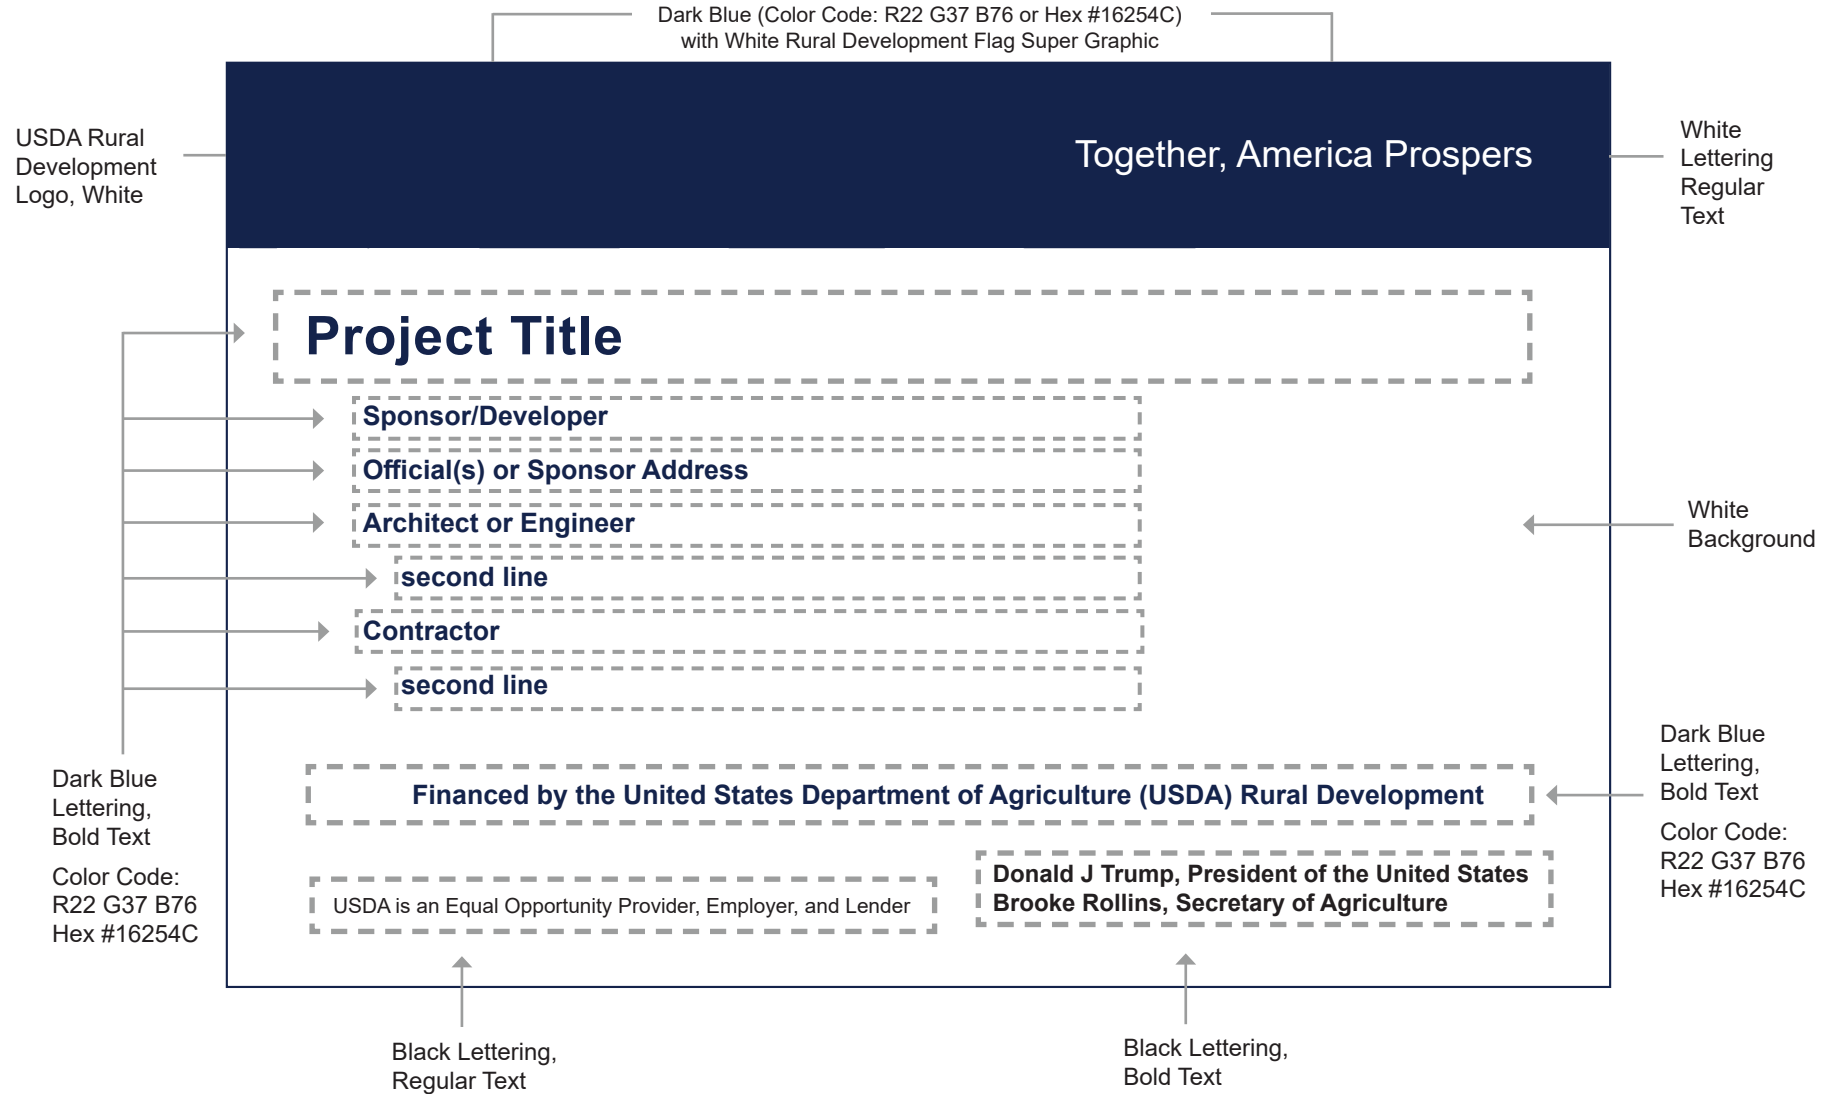 Dark Blue (Color Code: R22 G37 B76 or Hex #16254C)
with White Rural Development Flag Super Graphic
USDA Rural
Development
Logo, White
Together, America Prospers
White
Lettering
Regular
Text
Project Title
Sponsor/Developer
Official(s) or Sponsor Address
Architect or Engineer
second line
Contractor
second line
White
Background
Dark Blue
Lettering,
Bold Text
Color Code:
R22 G37 B76
Hex #16254C
Financed by the United States Department of Agriculture (USDA) Rural Development
Dark Blue
Lettering,
Bold Text
Color Code:
R22 G37 B76
Hex #16254C
USDA is an Equal Opportunity Provider, Employer, and Lender
Donald J Trump, President of the United States
Brooke Rollins, Secretary of Agriculture
Black Lettering,
Regular Text
Black Lettering,
Bold Text